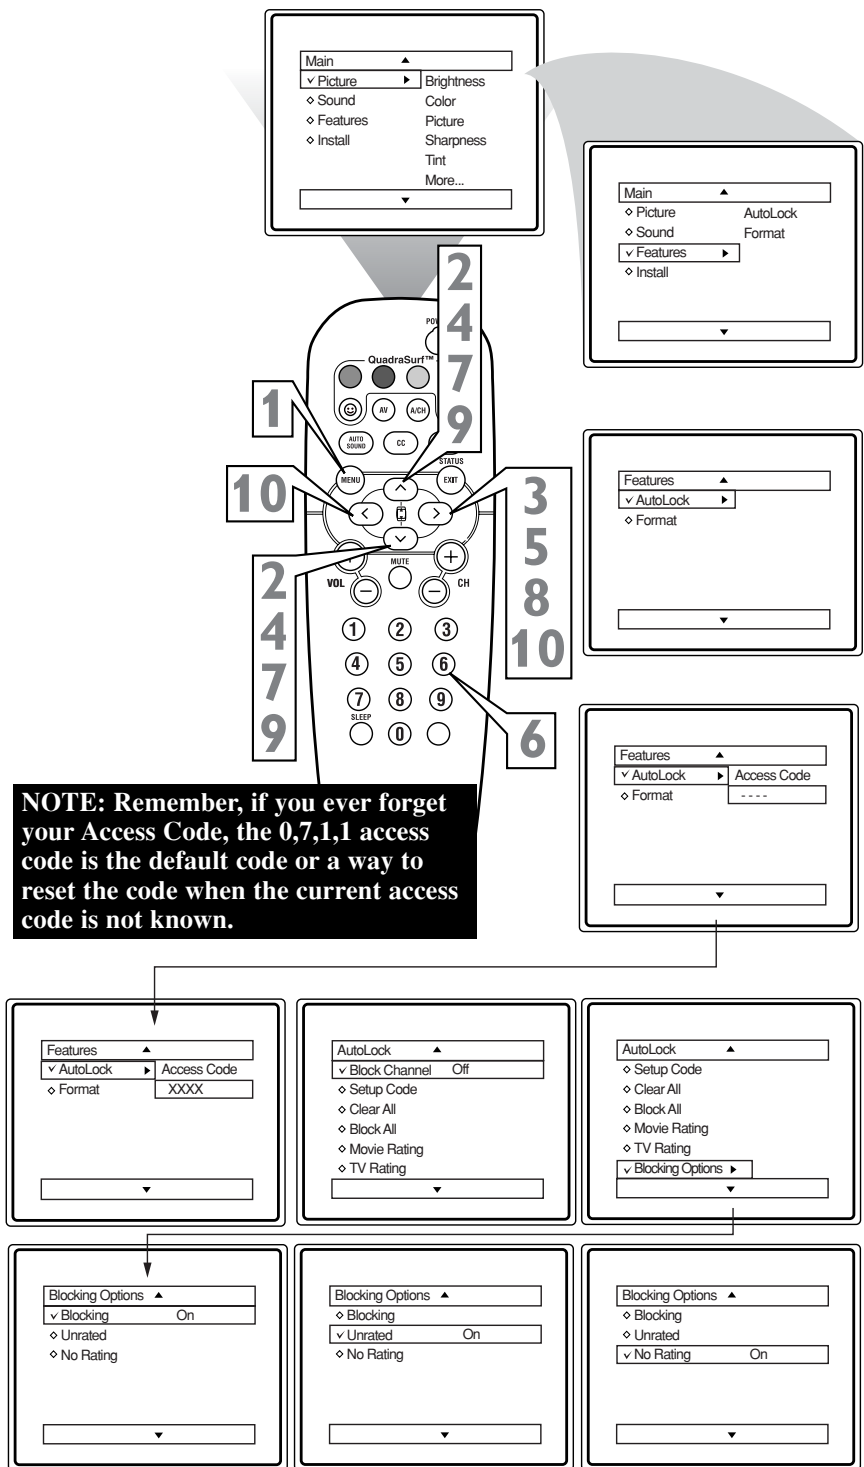 Main
Picture
Brightness
Sound
Color
Features
Picture
Install
Sharpness
Tint
More...
Main
Picture
AutoLock
Sound
Format
Features
Install
2
4
7
9
POW
QuadraSurf™
1
AV
A/CH
AUTO
SOUND
CC
STATUS
MENU
EXIT
10
3
5
8
10
Features
AutoLock
Format
2
4
7
9
MUTE
VOL
CH
1 2 3
4 5 6
7 8 9
SLEEP
0
6
Features
AutoLock
Access Code
Format
- - - -
NOTE: Remember, if you ever forget
your Access Code, the 0,7,1,1 access
code is the default code or a way to
reset the code when the current access
code is not known.
Features
AutoLock
Access Code
Format
XXXX
AutoLock
Block Channel Off
Setup Code
Clear All
Block All
Movie Rating
TV Rating
AutoLock
Setup Code
Clear All
Block All
Movie Rating
TV Rating
Blocking Options
Blocking Options
Blocking On
Unrated
No Rating
Blocking Options
Blocking
Unrated On
No Rating
Blocking Options
Blocking
Unrated
No Rating On